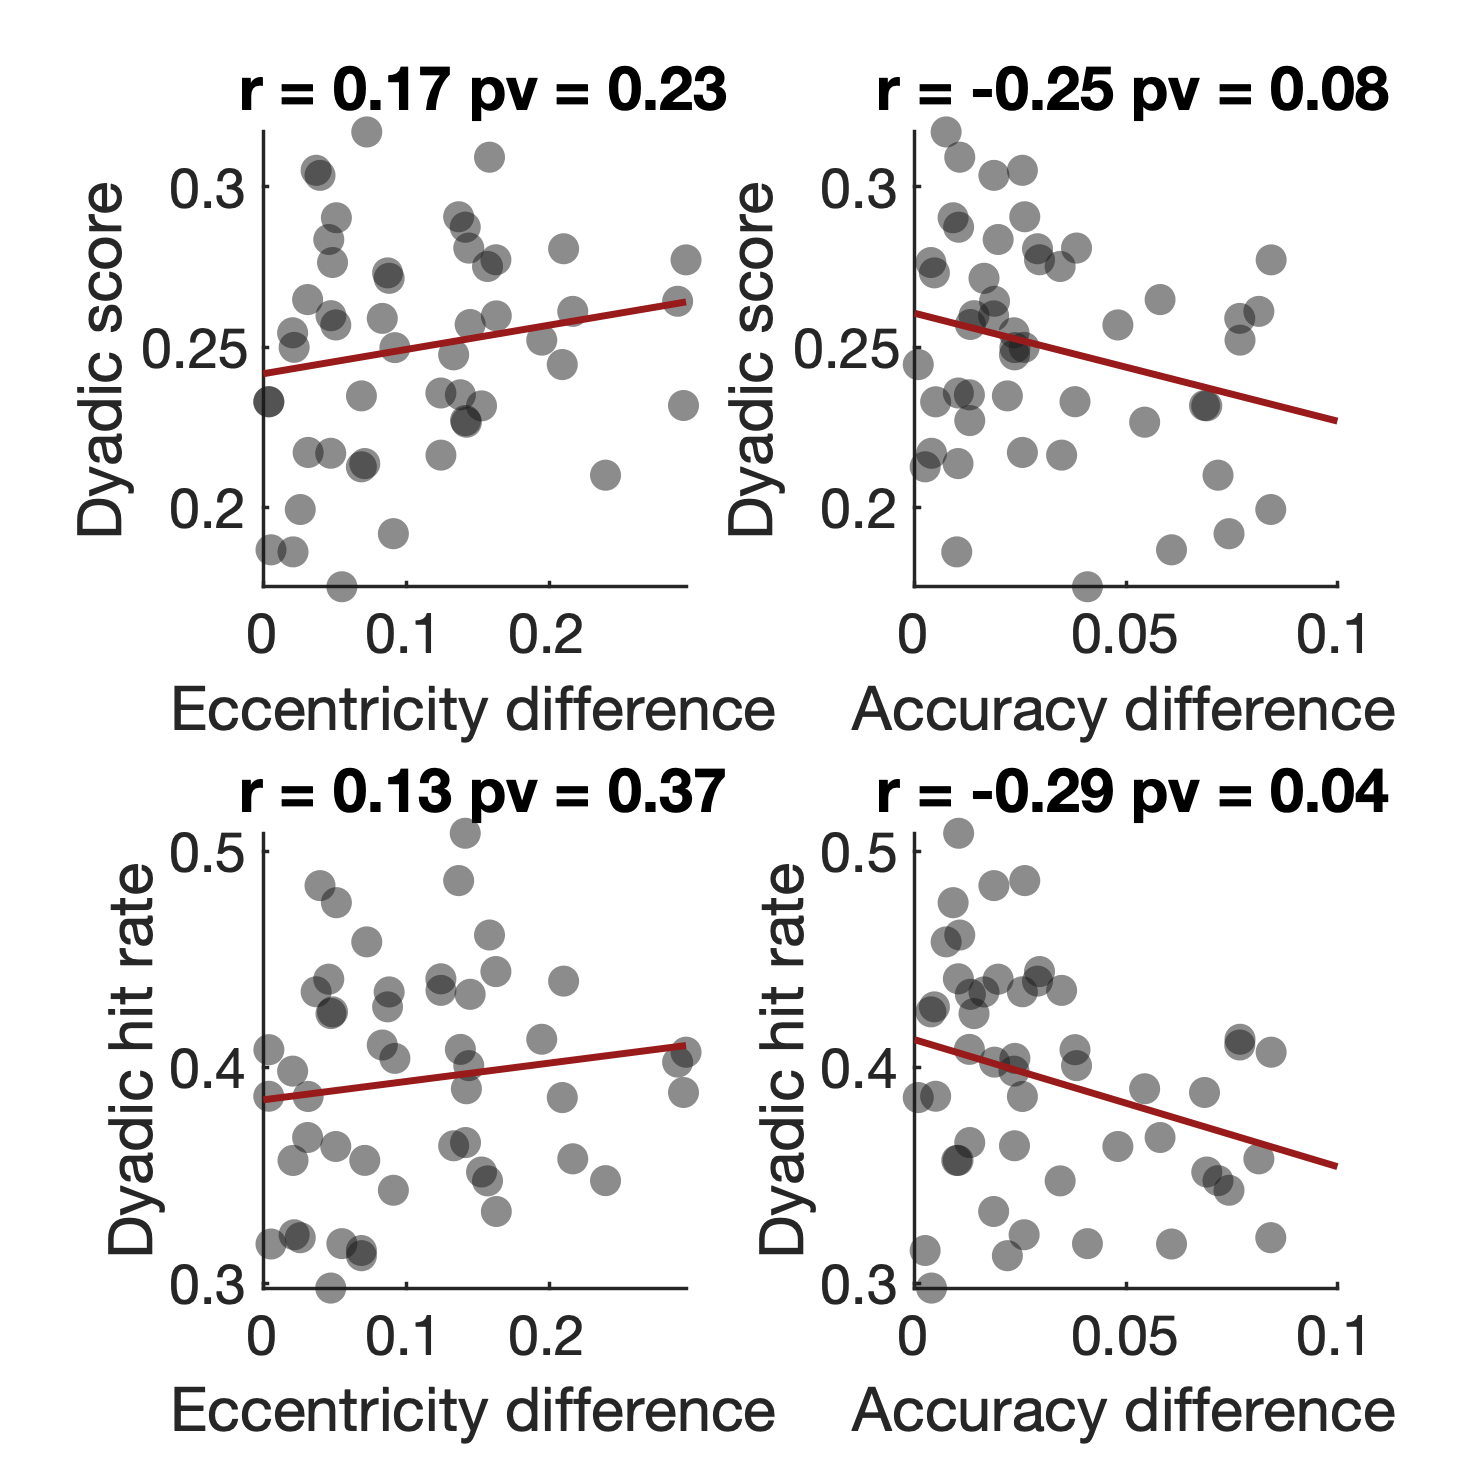 r = 0.17 pv = 0.23
Dyadic score
0.3
0.25
0.2
0
0.1
0.2
Eccentricity difference
r = -0.25 pv = 0.08
Dyadic score
0.3
0.25
0.2
0
0.05
0.1
Accuracy difference
r = 0.13 pv = 0.37
Dyadic hit rate
0.5
0.4
0.3
0
0.1
0.2
Eccentricity difference
r = -0.29 pv = 0.04
Dyadic hit rate
0.5
0.4
0.3
0
0.05
0.1
Accuracy difference